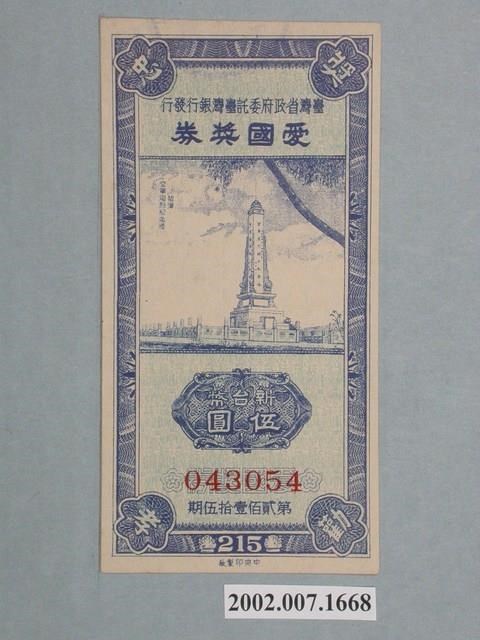 獎 券
臺灣省政府委託臺灣銀行發行
愛國獎券
新台幣
伍圓
043054
第貳佰壹拾伍期
215
中央印製廠
2002.007.1668